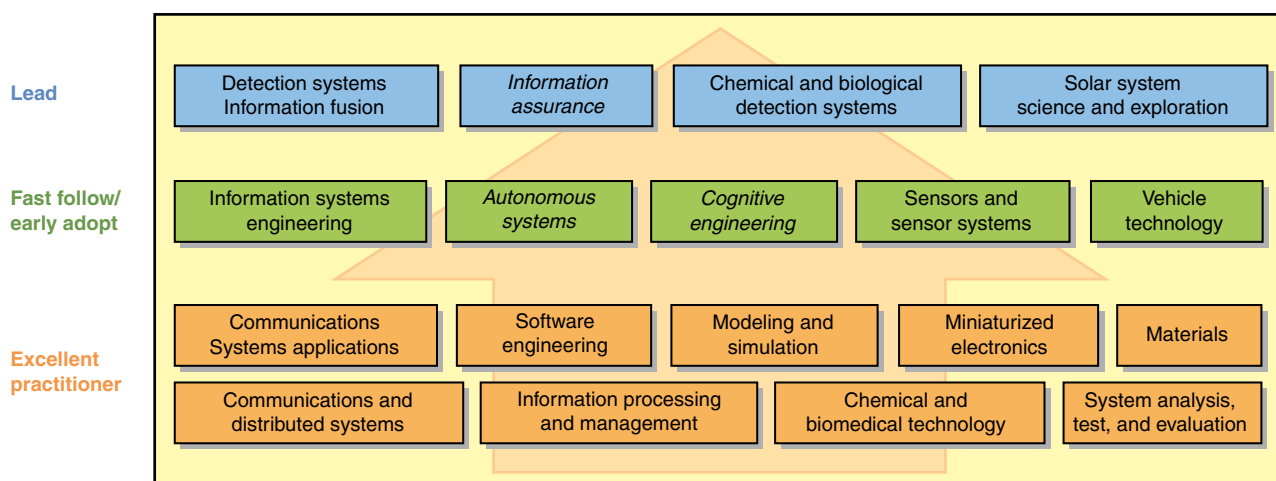 Lead
Detection systems
Information fusion
Information
assurance
Chemical and biological
detection systems
Solar system
science and exploration
Fast follow/
early adopt
Information systems
engineering
Autonomous
systems
Cognitive
engineering
Sensors and
sensor systems
Vehicle
technology
Excellent
practitioner
Communications
Systems applications
Software
engineering
Modeling and
simulation
Miniaturized
electronics
Materials
Communications and
distributed systems
Information processing
and management
Chemical and
biomedical technology
System analysis,
test, and evaluation